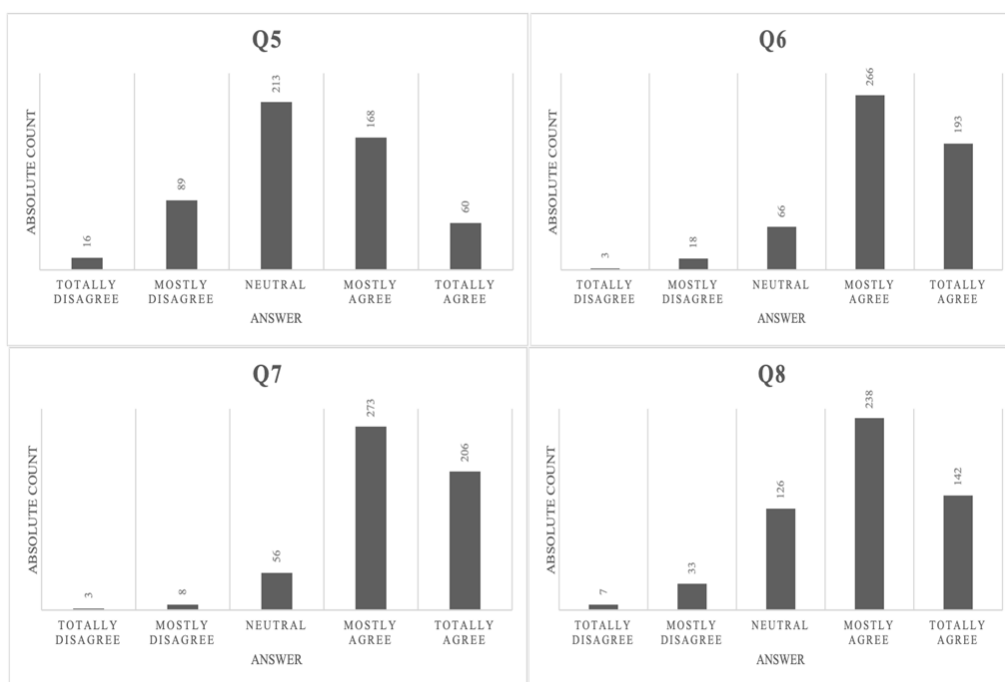 Q5
ABSOLUTE COUNT
16
89
213
168
60
TOTALLY DISAGREE
MOSTLY DISAGREE
NEUTRAL
MOSTLY AGREE
TOTALLY AGREE
ANSWER
Q6
ABSOLUTE COUNT
3
18
66
266
193
TOTALLY DISAGREE
MOSTLY DISAGREE
NEUTRAL
MOSTLY AGREE
TOTALLY AGREE
ANSWER
Q7
ABSOLUTE COUNT
3
8
56
273
206
TOTALLY DISAGREE
MOSTLY DISAGREE
NEUTRAL
MOSTLY AGREE
TOTALLY AGREE
ANSWER
Q8
ABSOLUTE COUNT
7
33
126
238
142
TOTALLY DISAGREE
MOSTLY DISAGREE
NEUTRAL
MOSTLY AGREE
TOTALLY AGREE
ANSWER